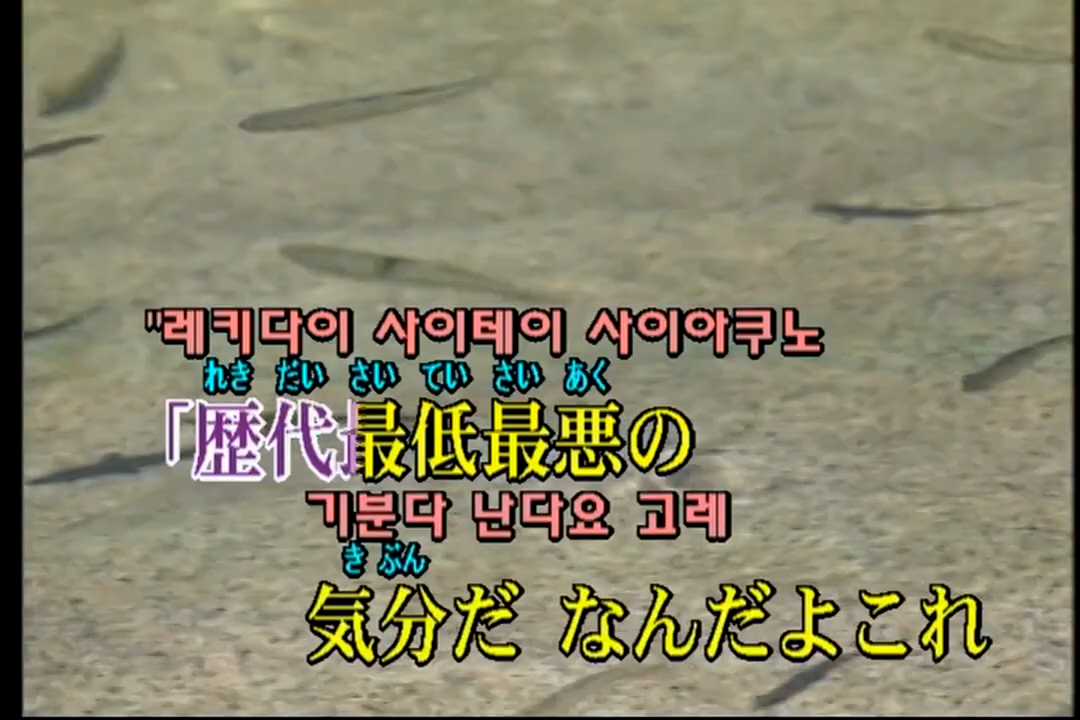 "레키다이 사이테이 사이아쿠노
れき だい さい てい さい あく
「歴代最低最悪の
기분다 난다요 고레
き ぶん
気分だ なんだよこれ